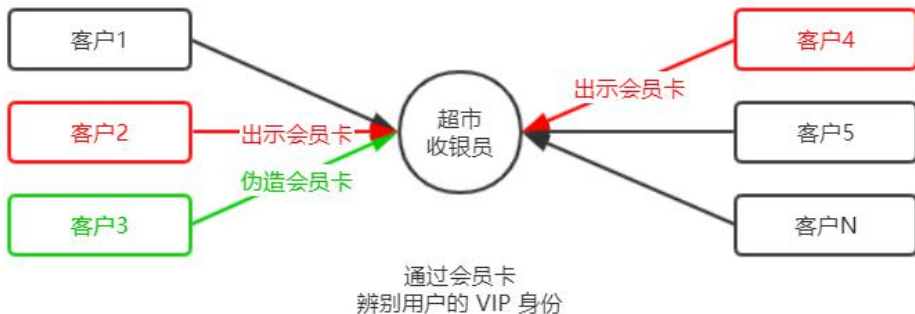 客户1
客户2
客户3
出示会员卡
伪造会员卡
超市
收银员
出示会员卡
客户4
客户5
客户N
通过会员卡
辨别用户的 VIP 身份